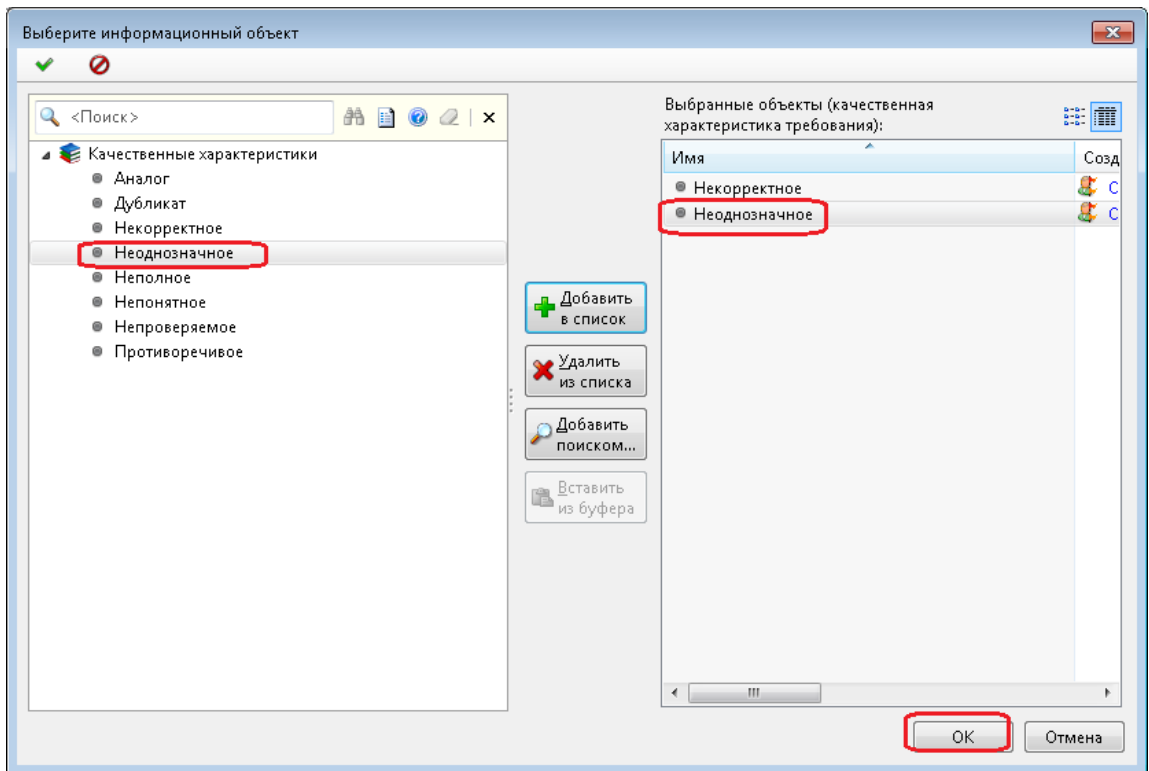 Выберите информационный объект
<Поиск>
Качественные характеристики
Аналог
Дубликат
Некорректное
Неоднозначное
Неполное
Непонятное
Непроверяемое
Противоречивое
Добавить
в список
Удалить
из списка
Добавить
поиском...
Вставить
из буфера
Выбранные объекты (качественная
характеристика требования):
Имя Созд
Некорректное С
Неоднозначное С
OK Отмена